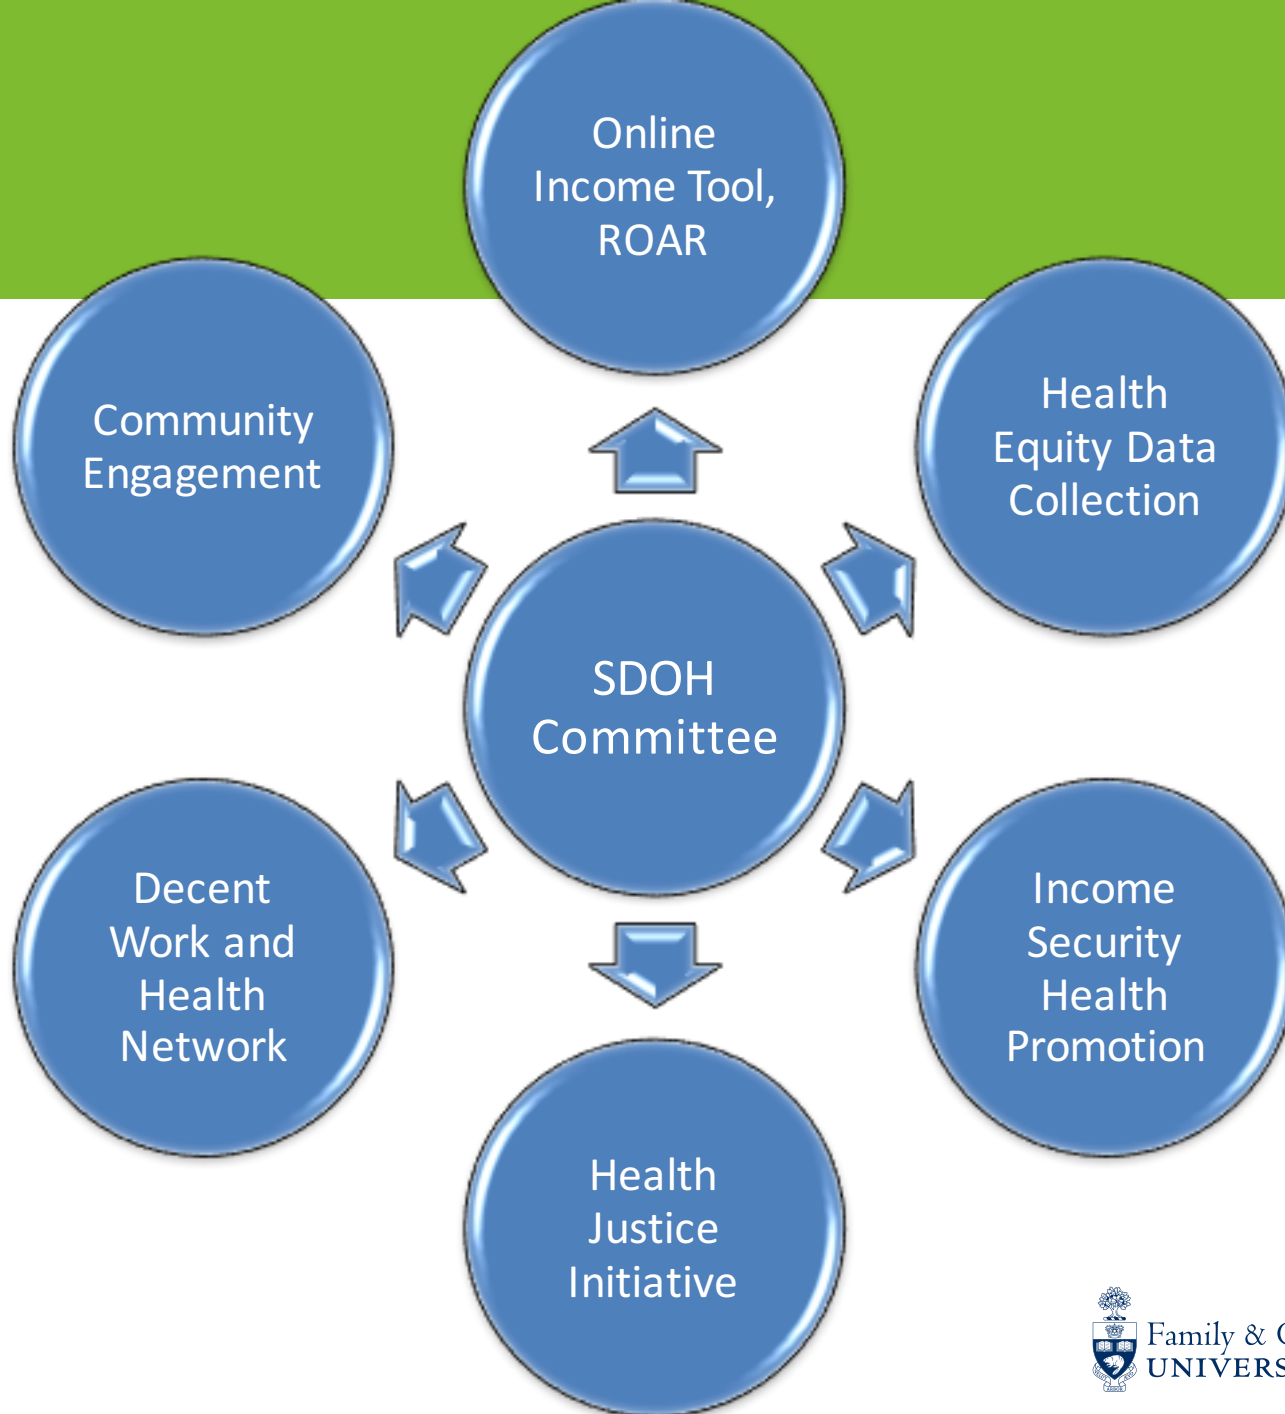 Online
Income Tool,
ROAR
Health
Equity Data
Collection
Income
Security
Health
Promotion
Health
Justice
Initiative
Decent
Work and
Health
Network
Community
Engagement
SDOH
Committee
Family &